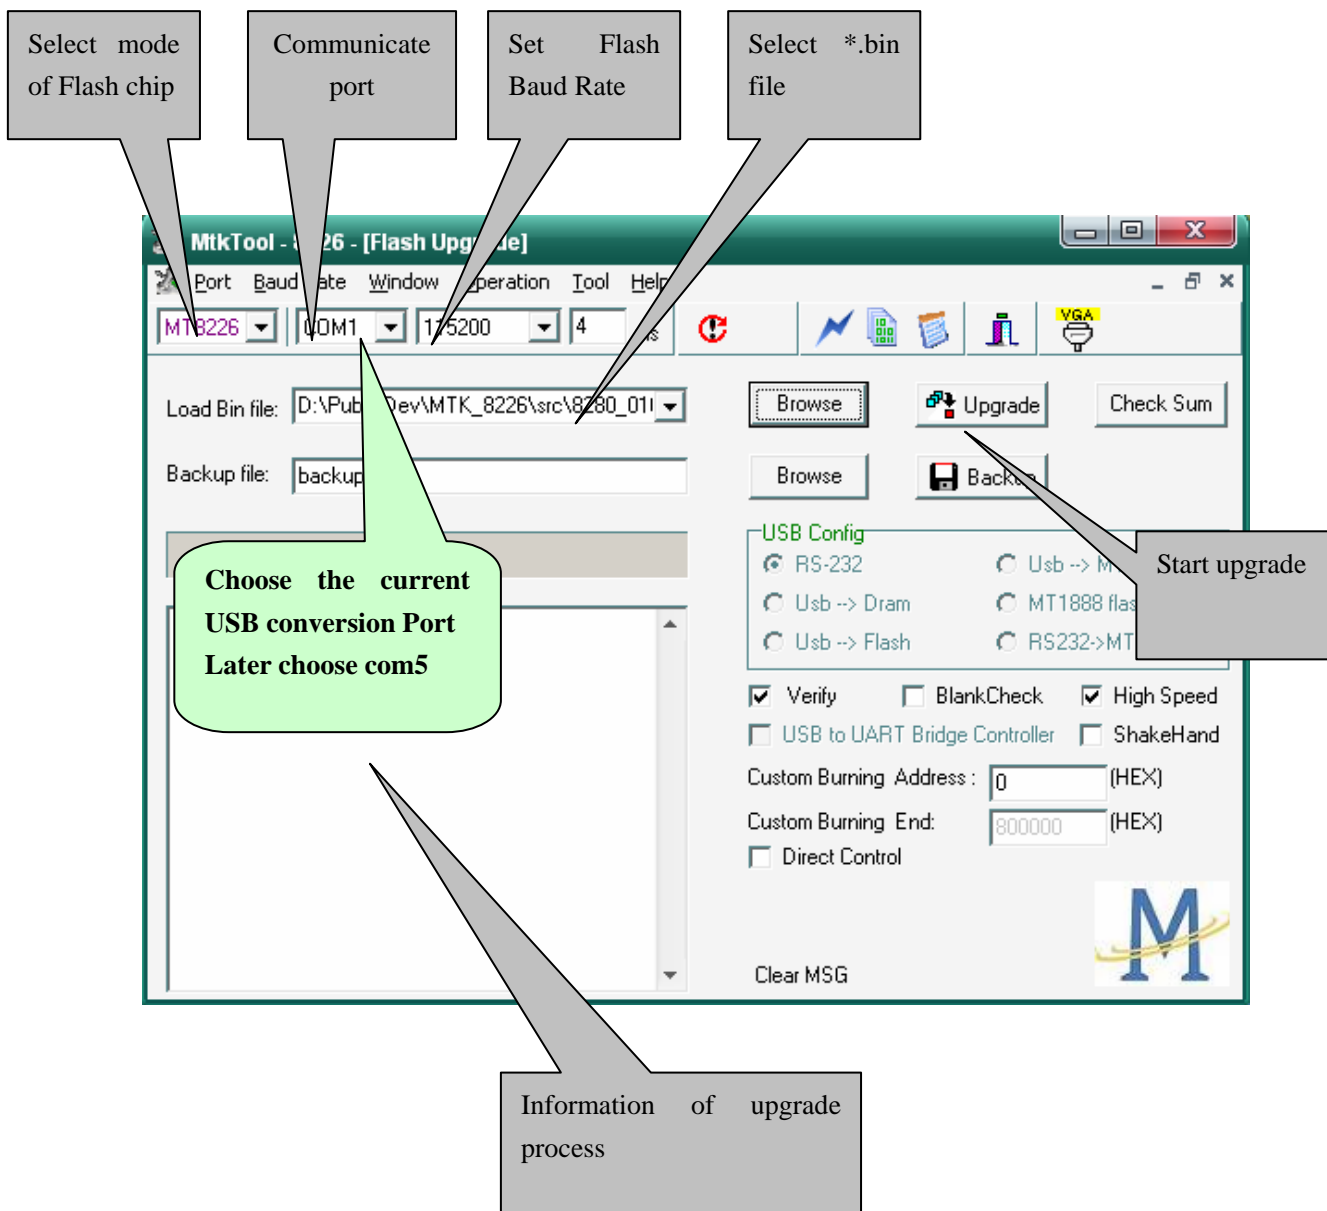 Select mode
of Flash chip
Communicate
port
Set Flash
Baud Rate
Select *.bin
file
MtkTool - 8 26 - [Flash Upg de]
Port Baud ate Window peration Tool Help
MT8226
COM1
115200
4
VGA
Load Bin file:
D:\Pub Dev\MTK_8226\src\8280_01
Browse
Upgrade
Check Sum
Backup file:
backup
Browse
Backup
USB Config
RS-232
Usb --> M
Usb --> Dram
MT1888 flas
Usb --> Flash
RS232->MT
Start upgrade
Choose the current
USB conversion Port
Later choose com5
Verify
BlankCheck
High Speed
USB to UART Bridge Controller
ShakeHand
Custom Burning Address :
0
(HEX)
Custom Burning End:
800000
(HEX)
Direct Control
M
Clear MSG
Information of upgrade
process